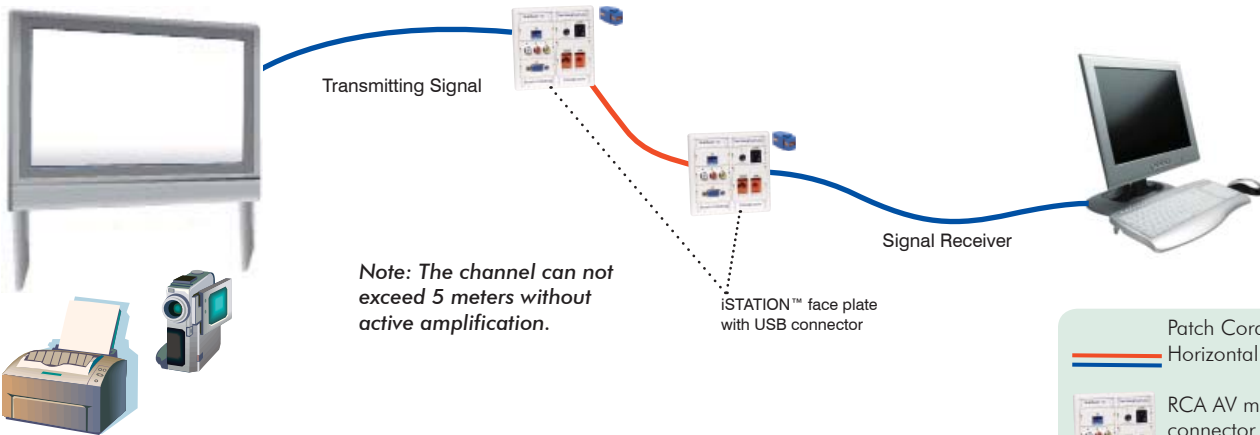 Transmitting Signal
Signal Receiver
Note: The channel can not
exceed 5 meters without
active amplification.
iSTATION™ face plate
with USB connector
Patch Cord
Horizontal
RCA AV m
connector